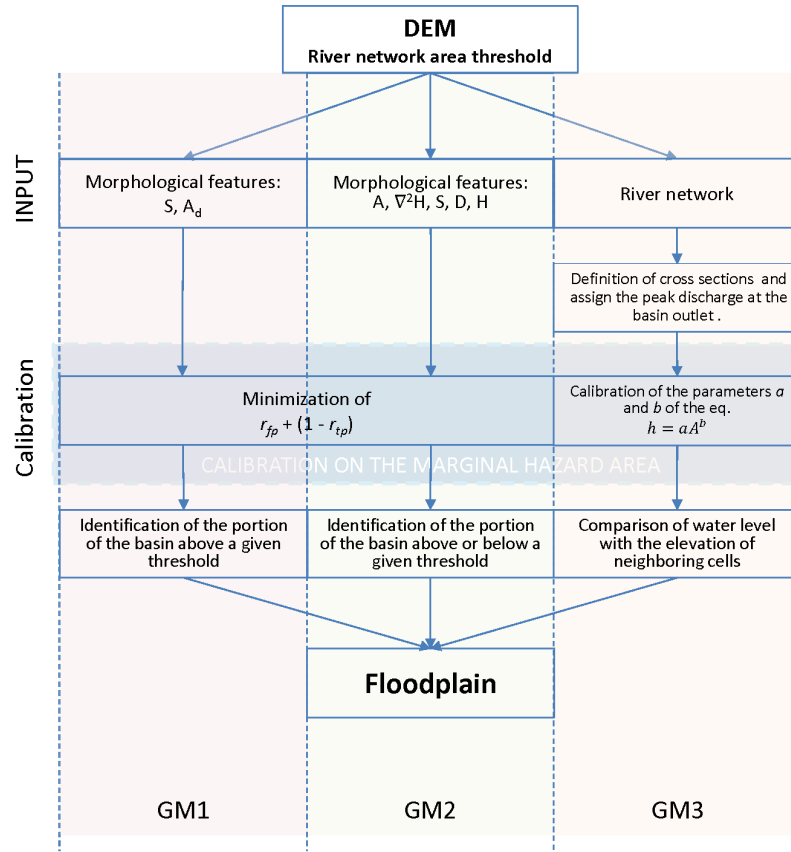 DEM
River network area threshold
INPUT
Morphological features:
S, A_d
Morphological features:
A, ∇²H, S, D, H
River network
Definition of cross sections and
assign the peak discharge at the
basin outlet .
Calibration
Minimization of
r_fp + (1 - r_tp)
Calibration of the parameters a
and b of the eq.
h = aA^b
CALIBRATION ON THE MARGINAL HAZARD AREA
Identification of the portion
of the basin above a given
threshold
Identification of the portion
of the basin above or below a
given threshold
Comparison of water level
with the elevation of
neighboring cells
Floodplain
GM1
GM2
GM3